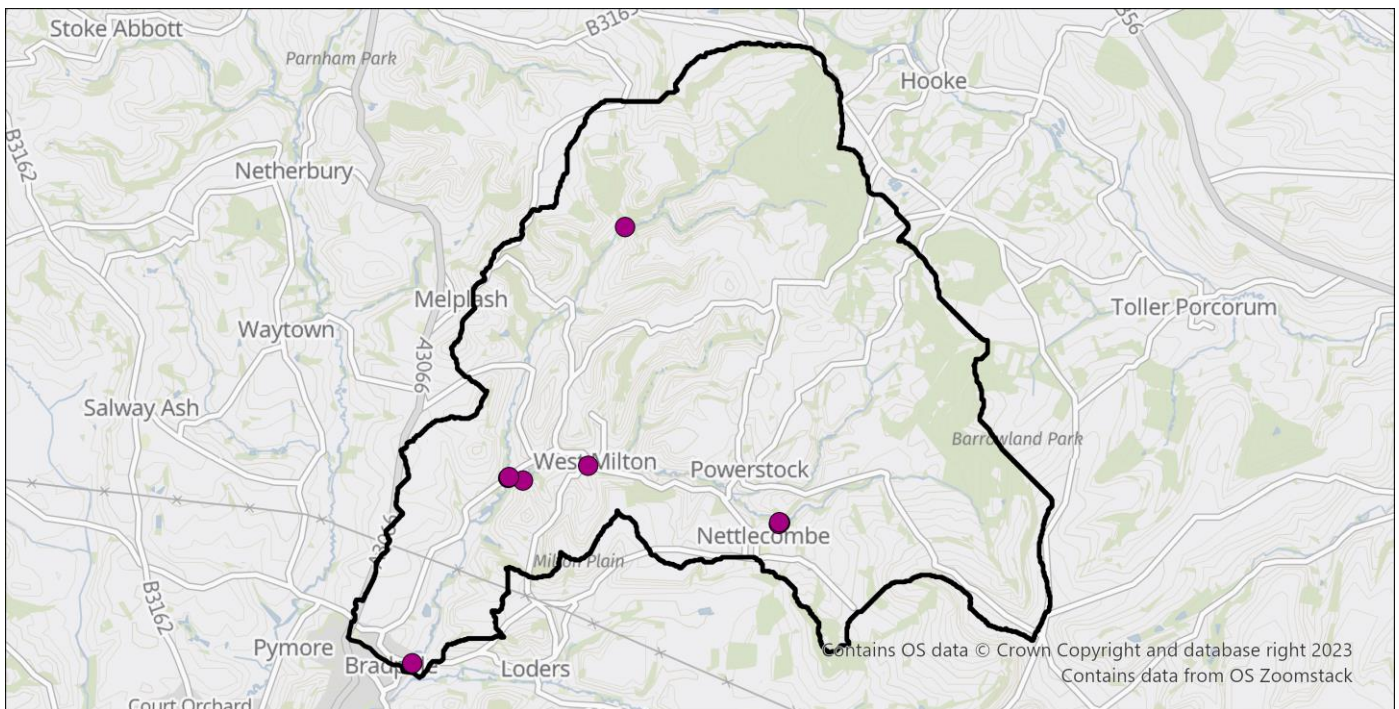 Stoke Abbott
B3163
356
Parnham Park
Hooke
B3162
Netherbury
Melplash
Toller Porcorum
Waytown
A3066
Salway Ash
Barrowland Park
West Milton
Powerstock
Nettlecombe
A3066
Milton Plain
B3162
Pymore
Loders
Contains OS data © Crown Copyright and database right 2023
Contains data from OS Zoomstack
Court Orchard